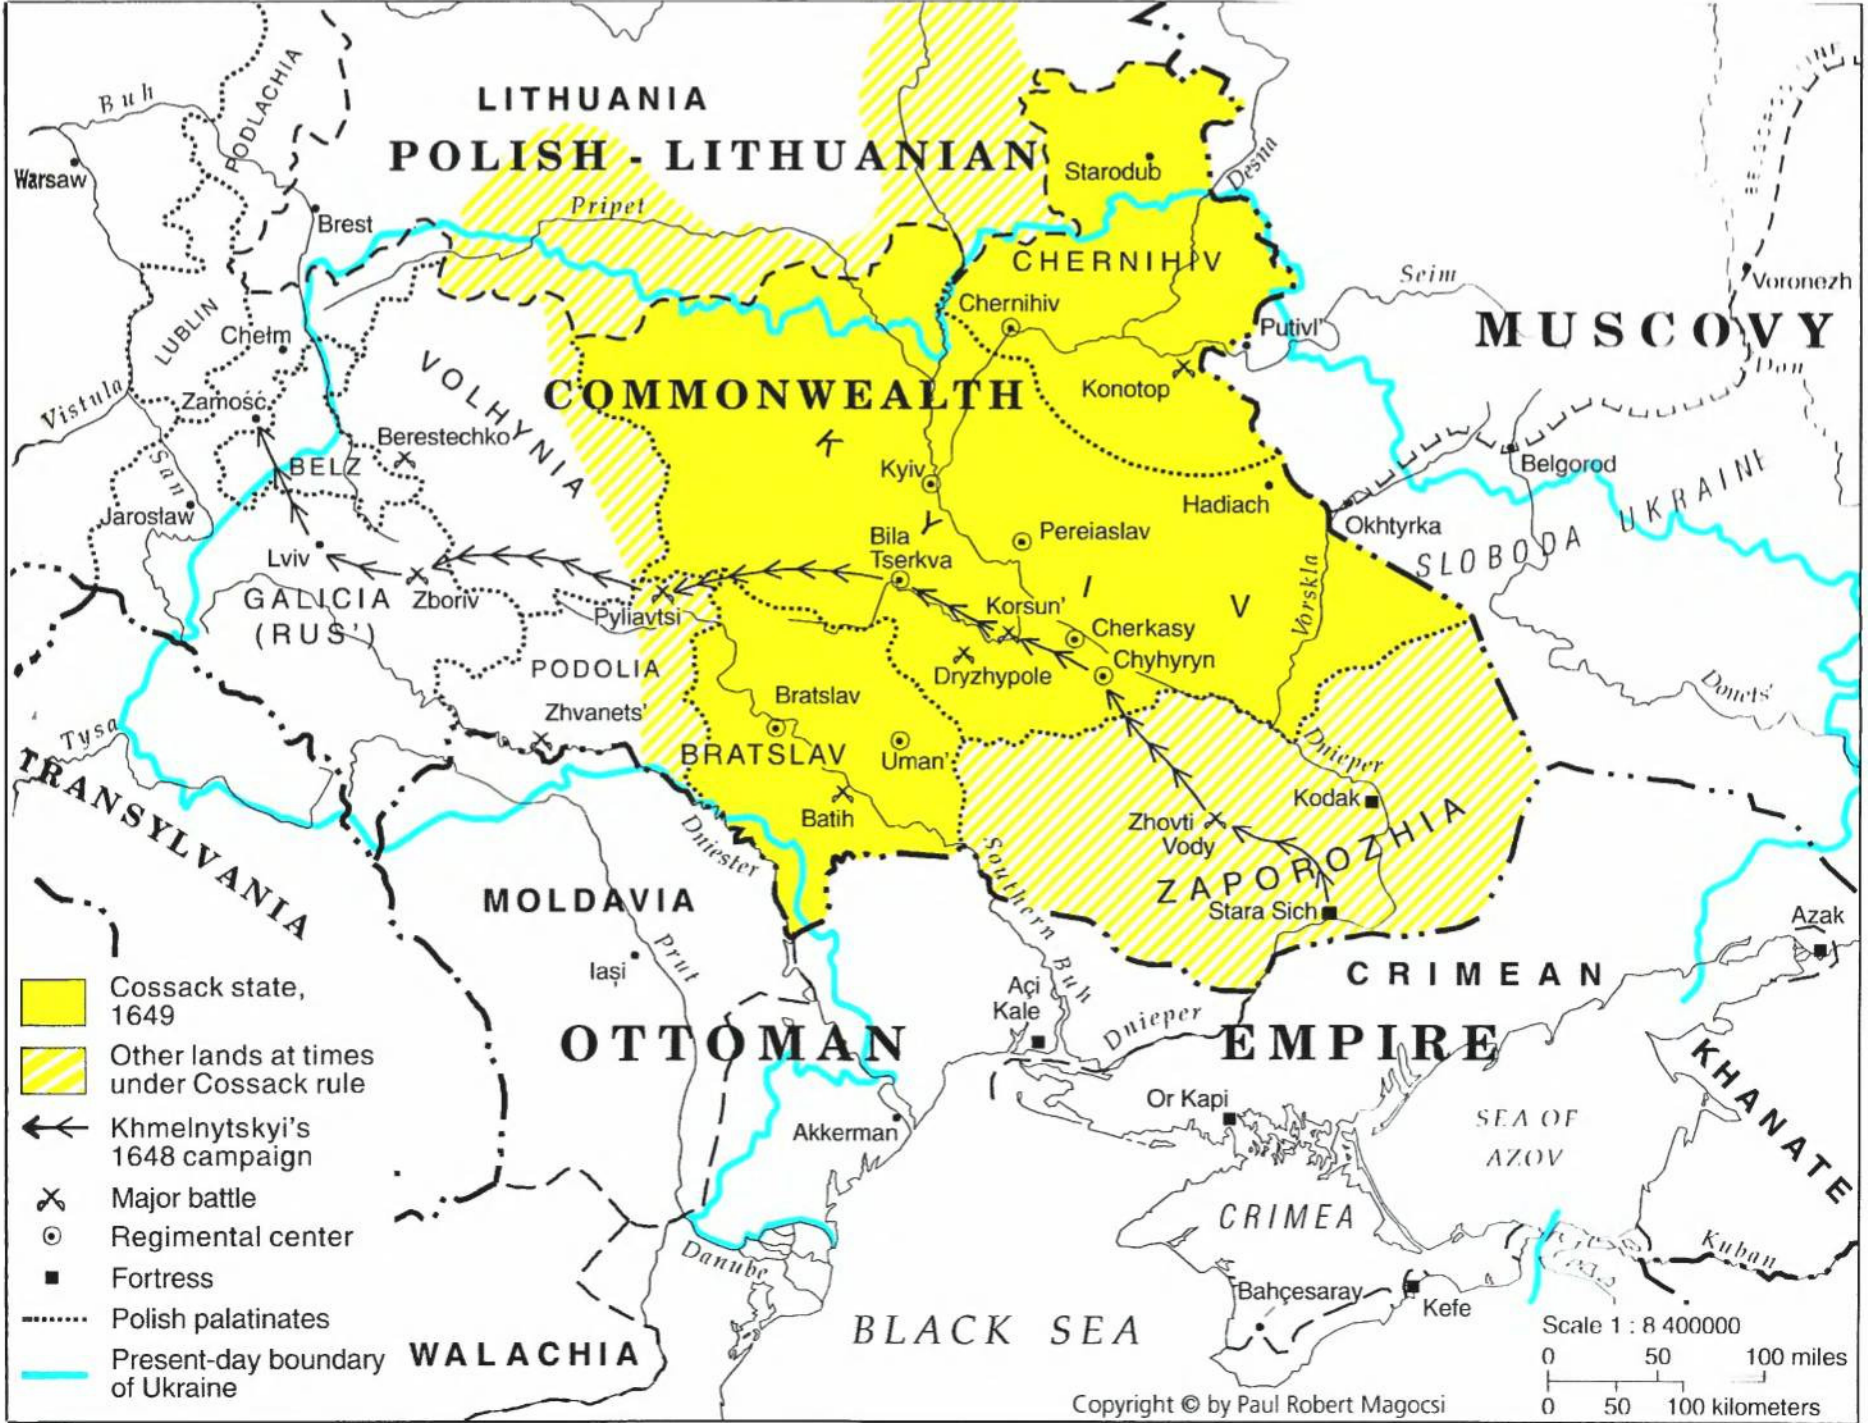 Buh
PODLACHIA
LITHUANIA
POLISH - LITHUANIAN
Warsaw
Brest
Pripet
Starodub
Desna
CHERNIHIV
Chernihiv
Seim
Voronezh
Putivl'
MUSCOVY
Don
LUBLIN
Chełm
VOLHYNIA
COMMONWEALTH
Konotop
Vistula
Zamość
Berestechko
BELZ
San
Jarosław
KYIV
Kyiv
Hadiach
Belgorod
Okhtyrka
SLOBODA UKRAINE
Pereiaslav
Bila
Tserkva
Lviv
Zboriv
GALICIA
(RUS')
Pyliavtsi
Korsun'
Cherkasy
Chyhyryn
Dryzhypole
Vorskla
PODOLIA
Zhvanets'
Bratslav
BRATSLAV
Uman'
Batih
Donets'
Dnieper
Kodak
Zhovti
Vody
ZAPOROZHIA
Stara Sich
Tysa
TRANSYLVANIA
Dniester
MOLDAVIA
Prut
Iași
Southern Buh
Açi
Kale
Dnieper
Azak
CRIMEAN
KHANATE
OTTOMAN
EMPIRE
Akkerman
Or Kapi
SEA OF
AZOV
CRIMEA
Kuban
Bahçesaray
Kefe
Danube
WALACHIA
BLACK SEA
Cossack state,
1649
Other lands at times
under Cossack rule
Khmelnytskyi's
1648 campaign
Major battle
Regimental center
Fortress
Polish palatinates
Present-day boundary
of Ukraine
Scale 1 : 8 400000
0 50 100 miles
0 50 100 kilometers
Copyright © by Paul Robert Magocsi